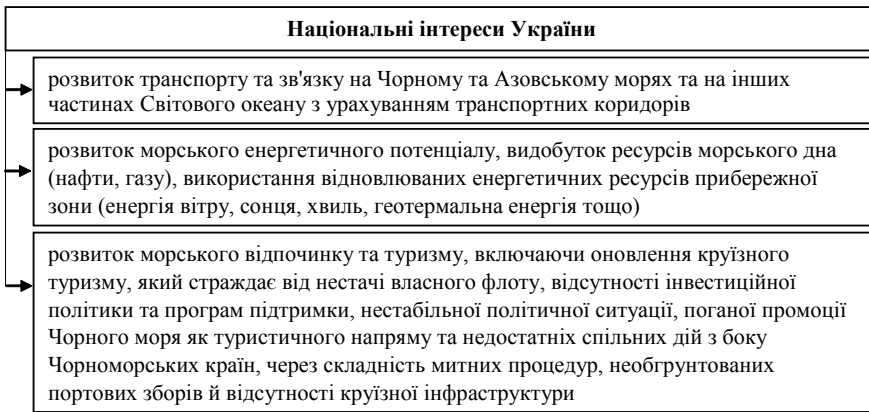 Національні інтереси України
розвиток транспорту та зв'язку на Чорному та Азовському морях та на інших
частинах Світового океану з урахуванням транспортних коридорів
розвиток морського енергетичного потенціалу, видобуток ресурсів морського дна
(нафти, газу), використання відновлюваних енергетичних ресурсів прибережної
зони (енергія вітру, сонця, хвиль, геотермальна енергія тощо)
розвиток морського відпочинку та туризму, включаючи оновлення круїзного
туризму, який страждає від нестачі власного флоту, відсутності інвестиційної
політики та програм підтримки, нестабільної політичної ситуації, поганої промоції
Чорного моря як туристичного напряму та недостатніх спільних дій з боку
Чорноморських країн, через складність митних процедур, необгрунтованих
портових зборів й відсутності круїзної інфраструктури